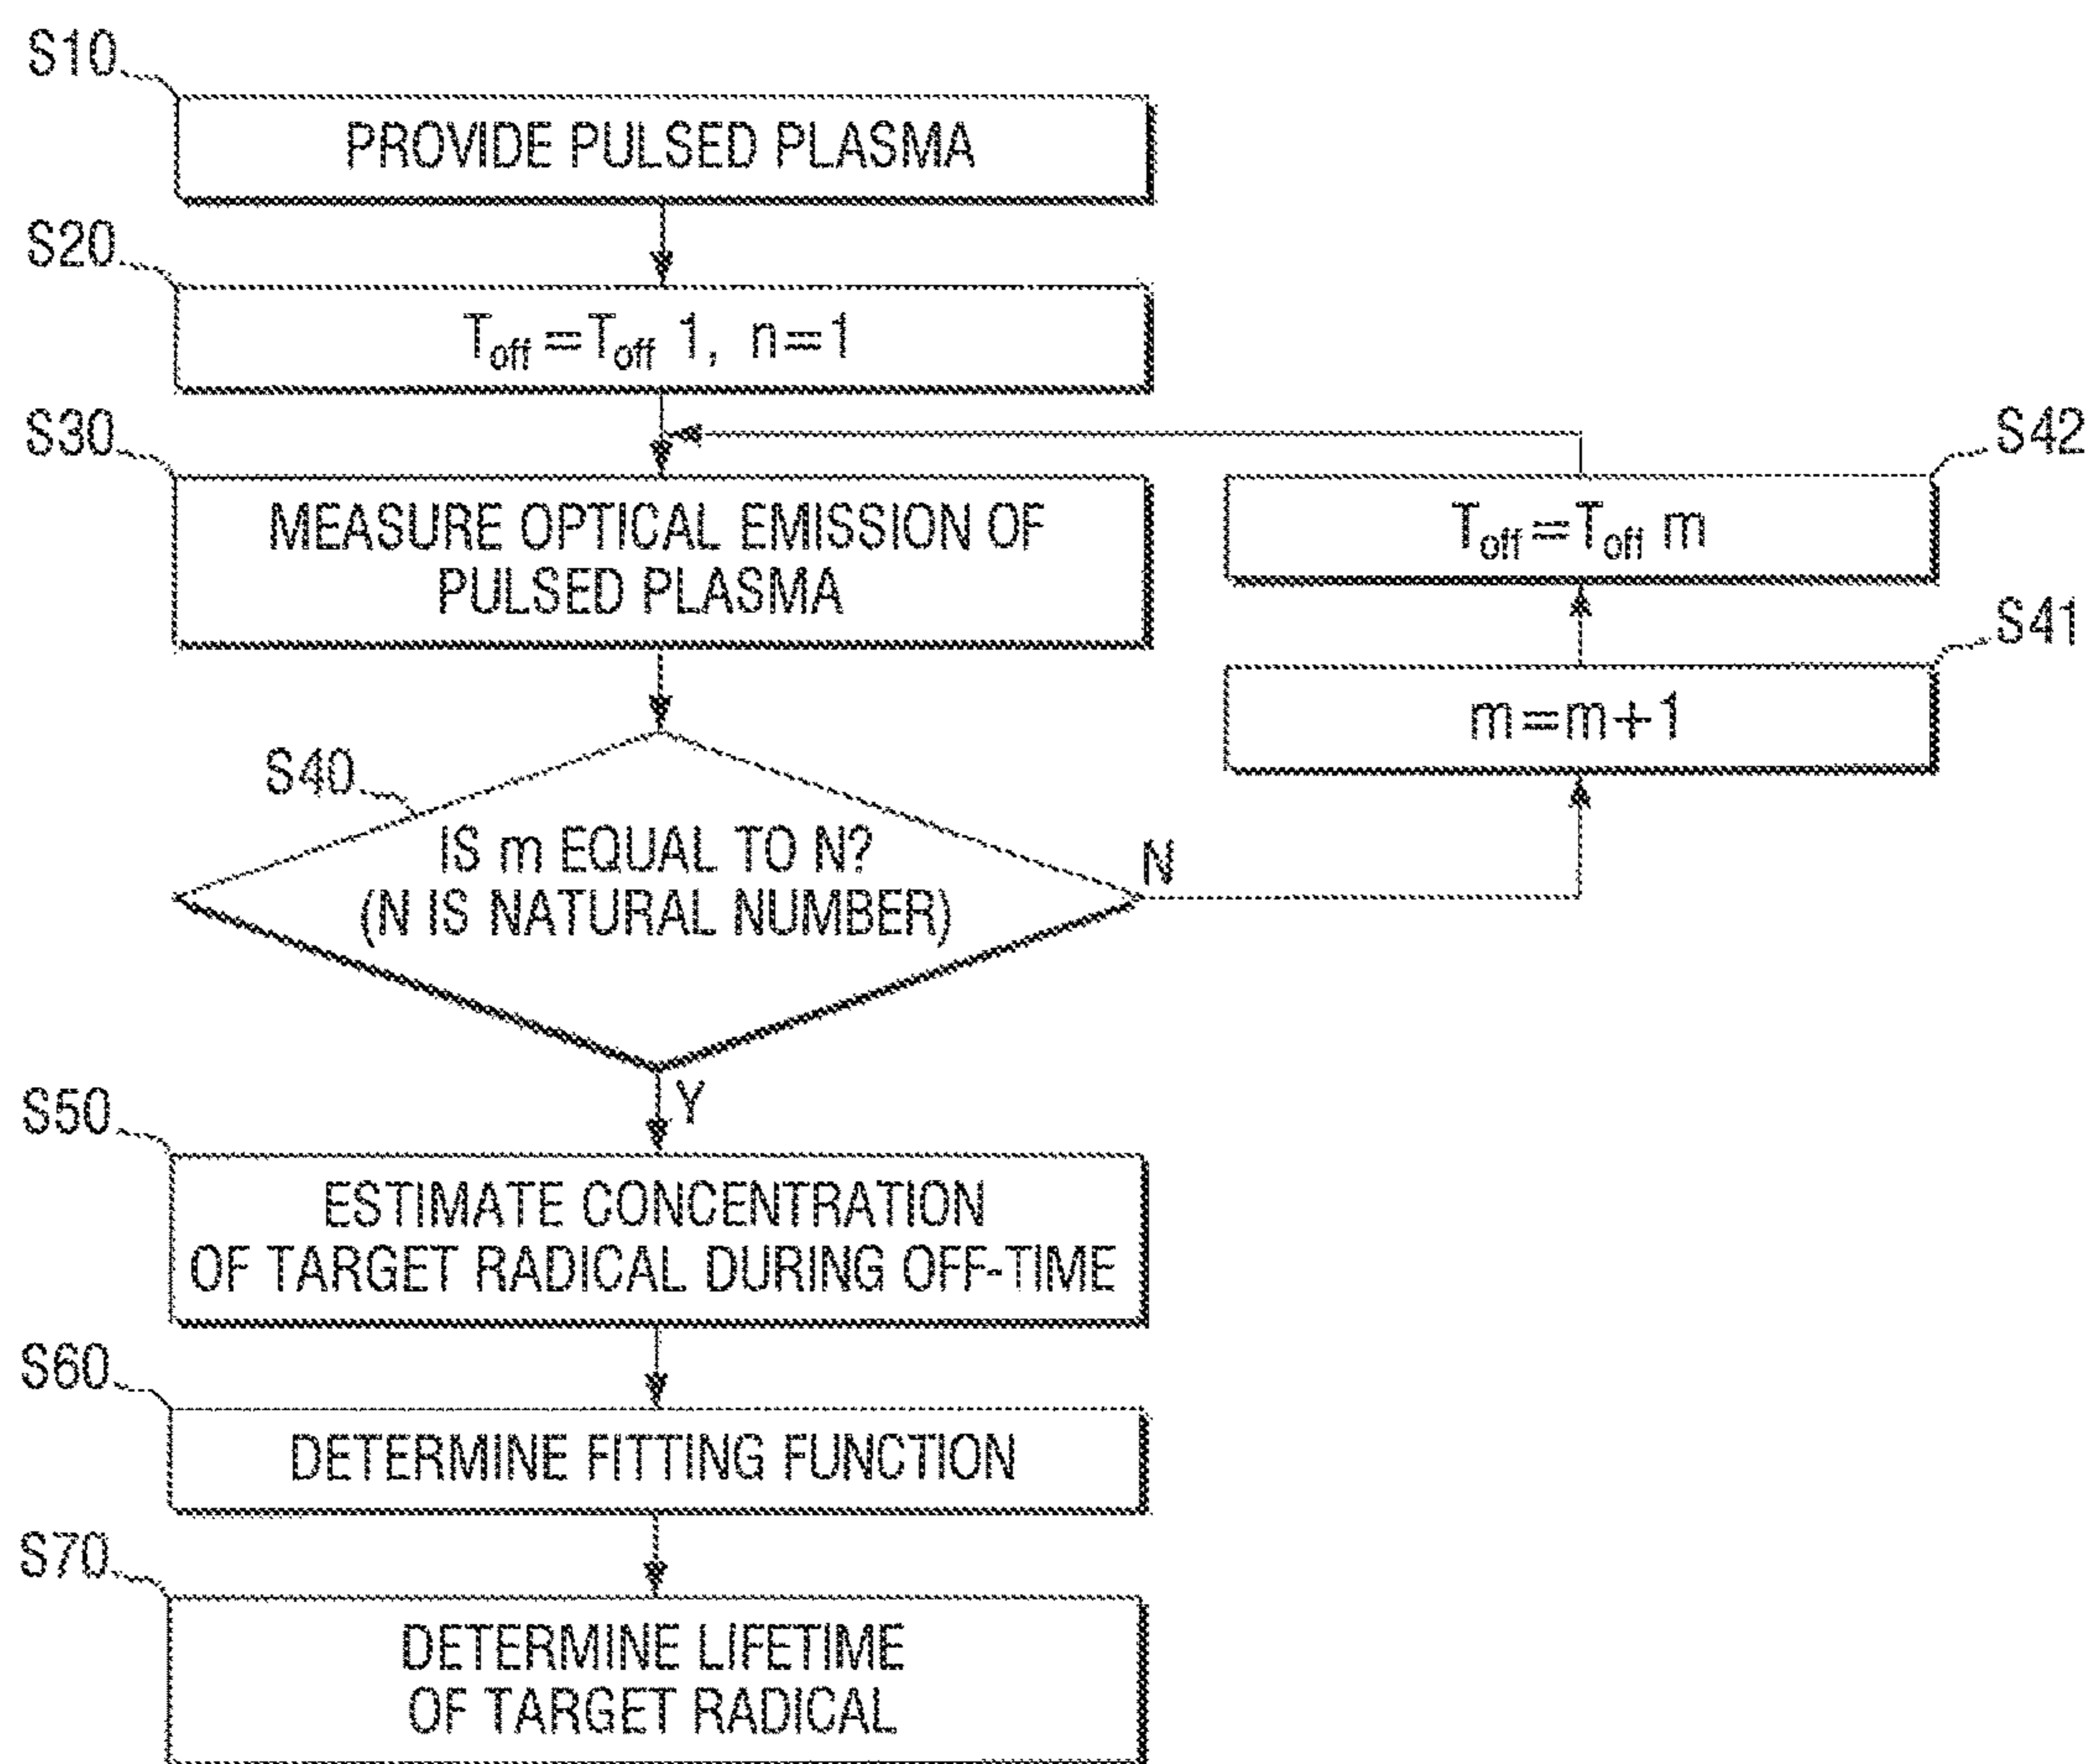 S10
PROVIDE PULSED PLASMA
S20
Toff=Toff 1, n=1
S30
MEASURE OPTICAL EMISSION OF
PULSED PLASMA
S42
Toff=Toff m
S41
m=m+1
S40
IS m EQUAL TO N?
(N IS NATURAL NUMBER)
N
Y
S50
ESTIMATE CONCENTRATION
OF TARGET RADICAL DURING OFF-TIME
S60
DETERMINE FITTING FUNCTION
S70
DETERMINE LIFETIME
OF TARGET RADICAL